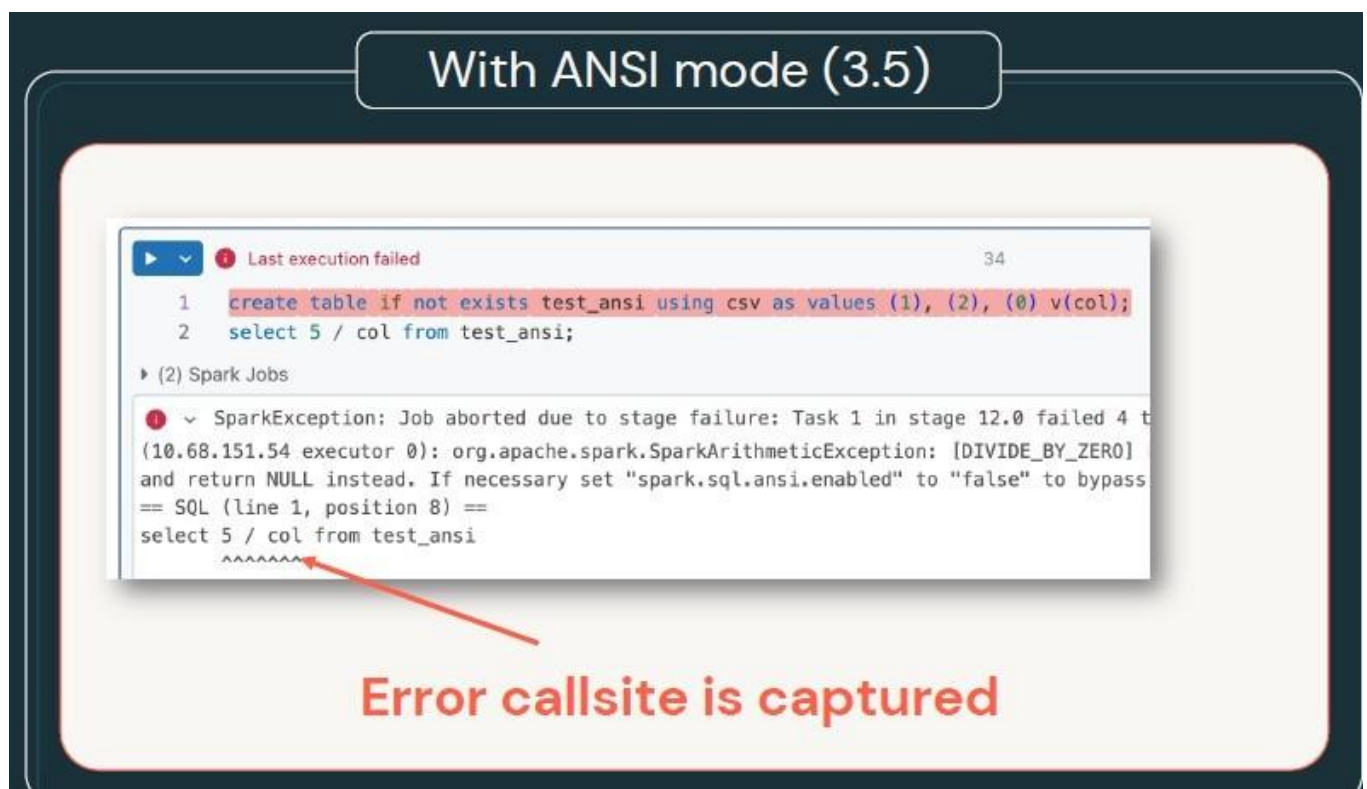 With ANSI mode (3.5)
Last execution failed
34
1 create table if not exists test_ansi using csv as values (1), (2), (0) v(col);
2 select 5 / col from test_ansi;
(2) Spark Jobs
SparkException: Job aborted due to stage failure: Task 1 in stage 12.0 failed 4 t
(10.68.151.54 executor 0): org.apache.spark.SparkArithmeticException: [DIVIDE_BY_ZERO]
and return NULL instead. If necessary set "spark.sql.ansi.enabled" to "false" to bypass
== SQL (line 1, position 8) ==
select 5 / col from test_ansi
^^^^^^^
Error callsite is captured